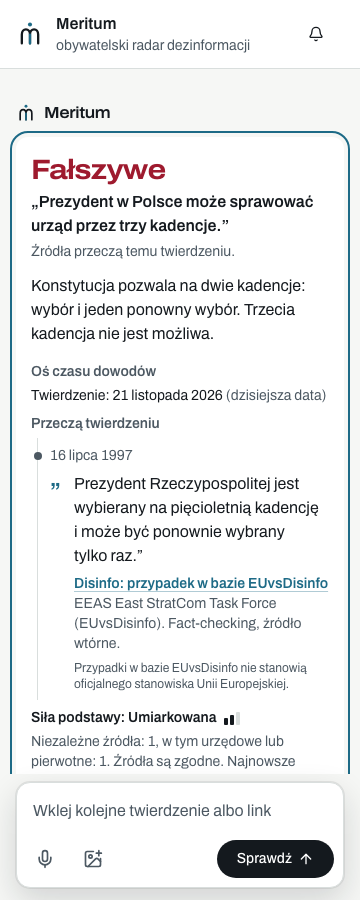 Meritum
obywatelski radar dezinformacji
Meritum
Fałszywe
„Prezydent w Polsce może sprawować
urząd przez trzy kadencje.”
Źródła przeczą temu twierdzeniu.
Konstytucja pozwala na dwie kadencje:
wybór i jeden ponowny wybór. Trzecia
kadencja nie jest możliwa.
Oś czasu dowodów
Twierdzenie: 21 listopada 2026 (dzisiejsza data)
Przeczą twierdzeniu
16 lipca 1997
” Prezydent Rzeczypospolitej jest
wybierany na pięcioletnią kadencję
i może być ponownie wybrany
tylko raz.”
Disinfo: przypadek w bazie EUvsDisinfo
EEAS East StratCom Task Force
(EUvsDisinfo). Fact-checking, źródło
wtórne.
Przypadki w bazie EUvsDisinfo nie stanowią
oficjalnego stanowiska Unii Europejskiej.
Siła podstawy: Umiarkowana
Niezależne źródła: 1, w tym urzędowe lub
pierwotne: 1. Źródła są zgodne. Najnowsze
Wklej kolejne twierdzenie albo link
Sprawdź